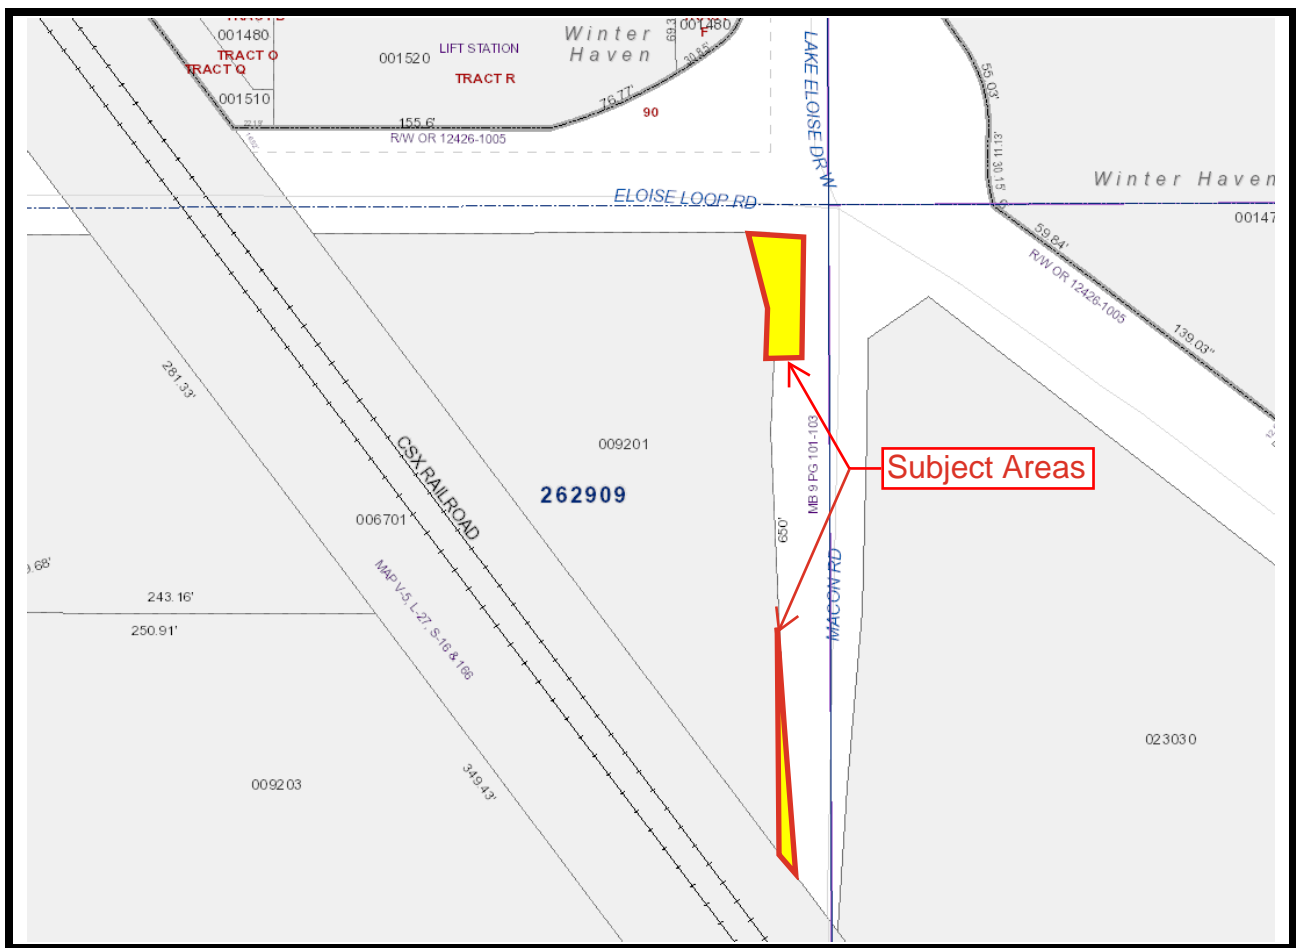 001480
TRACT O
TRACT Q
001510
22.18'
001520
LIFT STATION
TRACT R
Winter
Haven
69.3
001480
F
30.85'
76.77'
155.6'
R/W OR 12426-1005
90
LAKE ELOISE DR W
55.03'
11.13'
30.15'
Winter Haven
00147
ELOISE LOOP RD
59.84'
R/W OR 12426-1005
139.03"
281.33'
CSX RAILROAD
009201
262909
006701
MB 9 PG 101-103
Subject Areas
650'
MACON RD
.68'
243.16'
250.91'
MAP V-5, L-27, S-16 & 166
349.43'
009203
023030